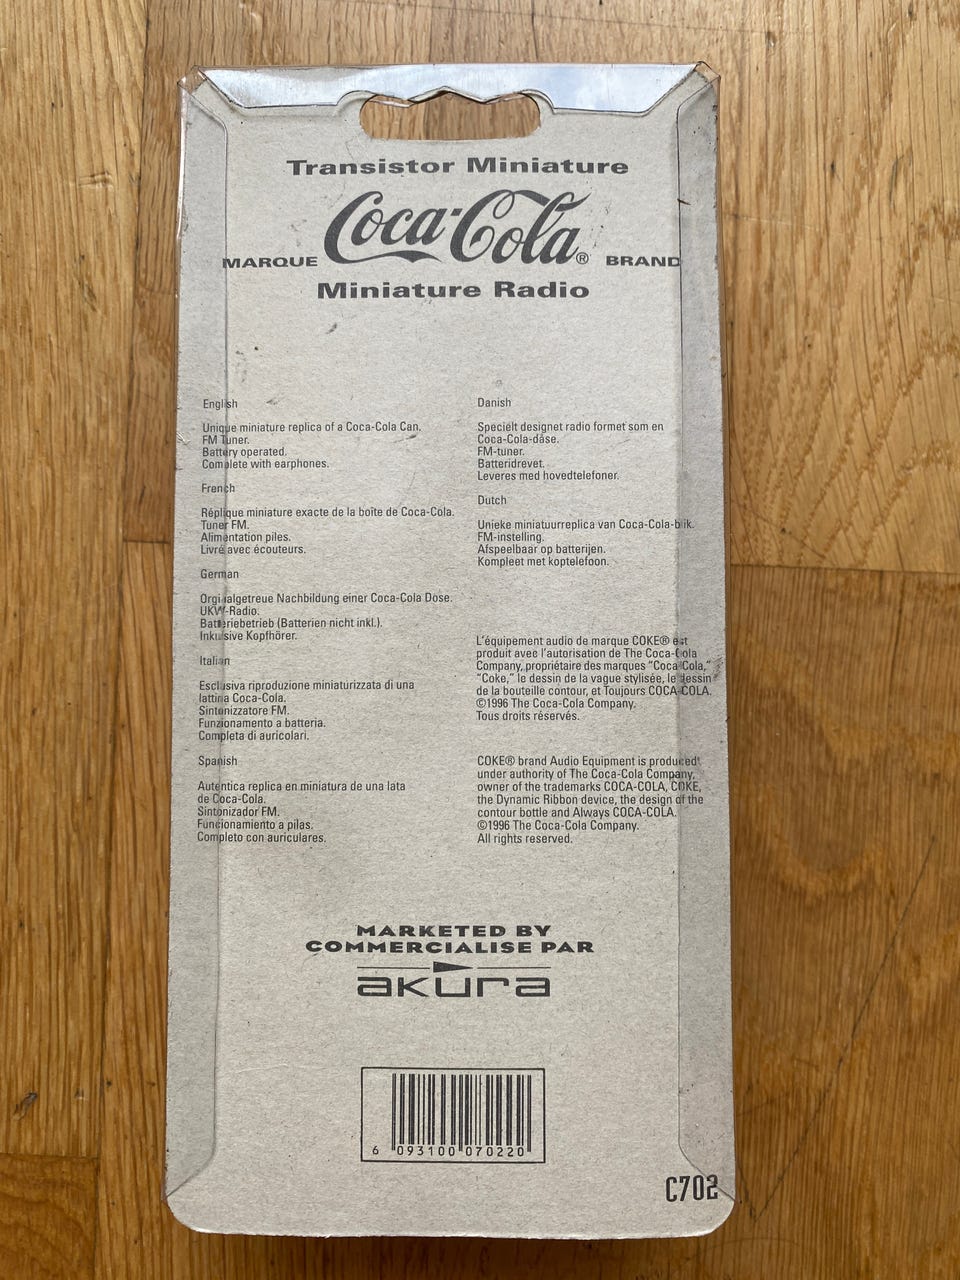 Transistor Miniature
MARQUE Coca-Cola® BRAND
Miniature Radio
English
Unique miniature replica of a Coca-Cola Can.
FM Tuner.
Battery operated.
Complete with earphones.
French
Réplique miniature exacte de la boîte de Coca-Cola.
Tuner FM.
Alimentation piles.
Livré avec écouteurs.
German
Orginalgetreue Nachbildung einer Coca-Cola Dose.
UKW-Radio.
Batteriebetrieb (Batterien nicht inkl.).
Inklusive Kopfhörer.
Italian
Esclusiva riproduzione miniaturizzata di una
lattina Coca-Cola.
Sintonizzatore FM.
Funzionamento a batteria.
Completa di auricolari.
Spanish
Autentica replica en miniatura de una lata
de Coca-Cola.
Sintonizador FM.
Funcionamiento a pilas.
Completo con auriculares.
Danish
Specielt designet radio formet som en
Coca-Cola-dåse.
FM-tuner.
Batteridrevet.
Leveres med hovedtelefoner.
Dutch
Unieke miniatuurreplica van Coca-Cola-blik.
FM-instelling.
Afspeelbaar op batterijen.
Kompleet met koptelefoon.
L'équipement audio de marque COKE® est
produit avec l'autorisation de The Coca-Cola
Company, propriétaire des marques "Coca-Cola,"
"Coke," le dessin de la vague stylisée, le dessin
de la bouteille contour, et Toujours COCA-COLA.
©1996 The Coca-Cola Company.
Tous droits réservés.
COKE® brand Audio Equipment is produced
under authority of The Coca-Cola Company,
owner of the trademarks COCA-COLA, COKE,
the Dynamic Ribbon device, the design of the
contour bottle and Always COCA-COLA.
©1996 The Coca-Cola Company.
All rights reserved.
MARKETED BY
COMMERCIALISE PAR
akura
6 093100 070220
C702